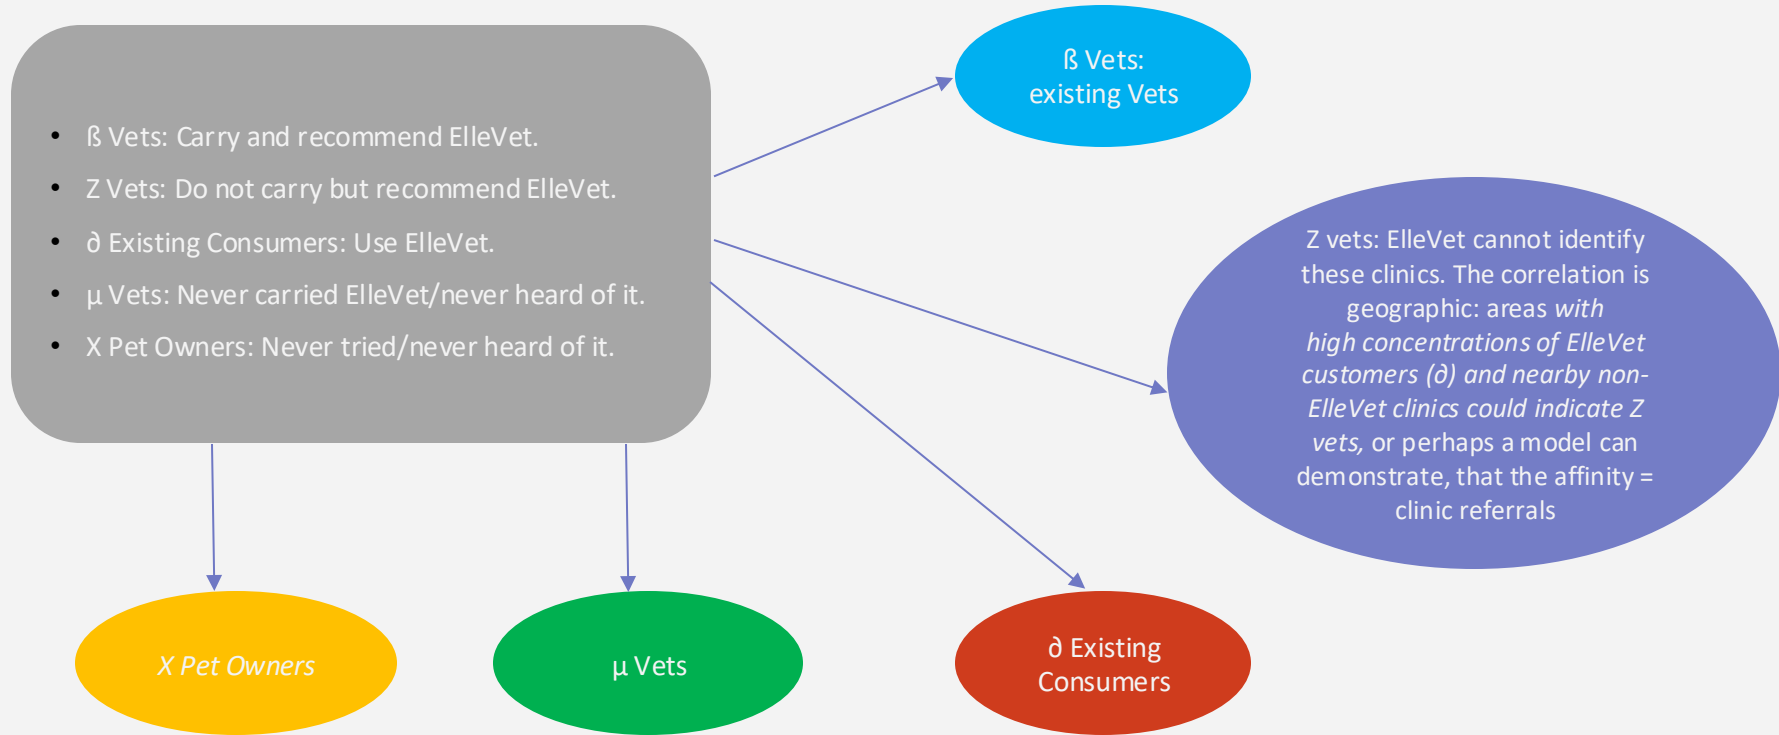 • ß Vets: Carry and recommend ElleVet.
• Z Vets: Do not carry but recommend ElleVet.
• ∂ Existing Consumers: Use ElleVet.
• µ Vets: Never carried ElleVet/never heard of it.
• X Pet Owners: Never tried/never heard of it.
ß Vets:
existing Vets
Z vets: ElleVet cannot identify
these clinics. The correlation is
geographic: areas with
high concentrations of ElleVet
customers (∂) and nearby non-
ElleVet clinics could indicate Z
vets, or perhaps a model can
demonstrate, that the affinity =
clinic referrals
X Pet Owners
µ Vets
∂ Existing
Consumers